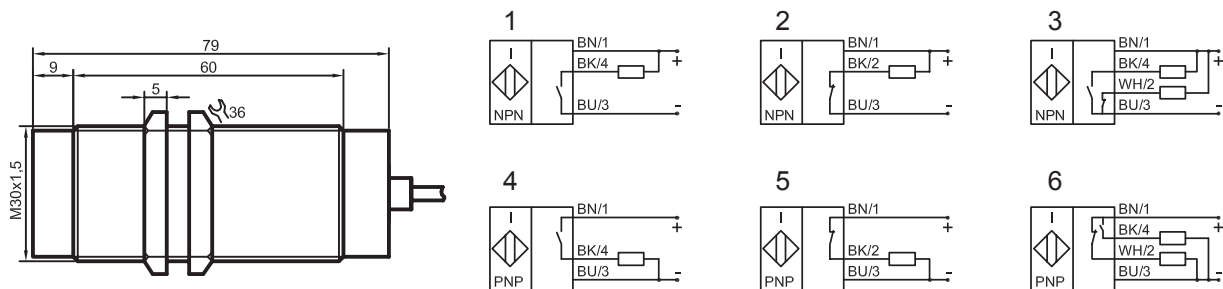 79
9
60
5
36
M30x1,5
1
I
NPN
BN/1
BK/4
BU/3
+
-
2
I
NPN
BN/1
BK/2
BU/3
+
-
3
I
NPN
BN/1
BK/4
WH/2
BU/3
+
-
4
I
PNP
BN/1
BK/4
BU/3
+
-
5
I
PNP
BN/1
BK/2
BU/3
+
-
6
I
PNP
BN/1
BK/4
WH/2
BU/3
+
-